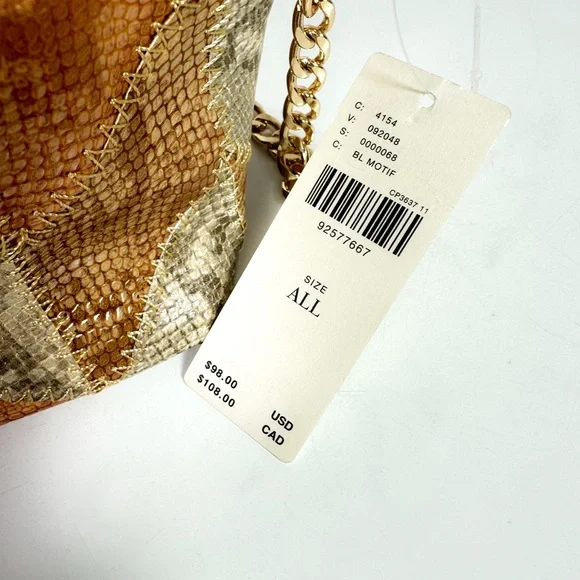 C: 4154
V: 092048
S: 0000068
C: BL MOTIF
CP3637 11
92577667
SIZE
ALL
$98.00 USD
$108.00 CAD